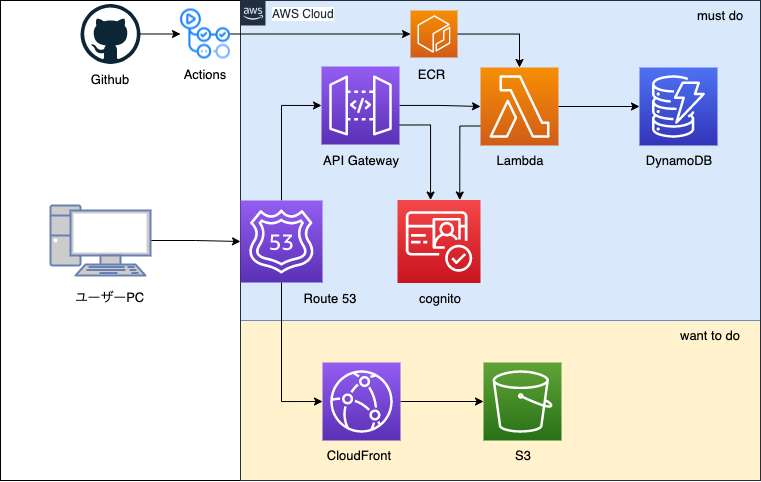 aws
AWS Cloud
must do
Github
Actions
ECR
API Gateway
Lambda
DynamoDB
53
ユーザーPC
Route 53
cognito
want to do
CloudFront
S3